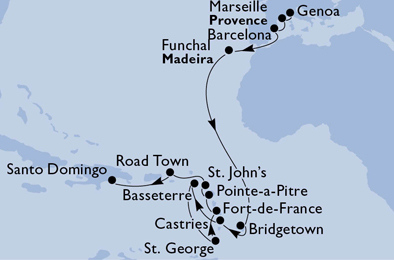 Marseille
Provence
Genoa
Barcelona
Funchal
Madeira
Road Town
St. John's
Santo Domingo
Pointe-a-Pitre
Basseterre
Fort-de-France
Castries
Bridgetown
St. George